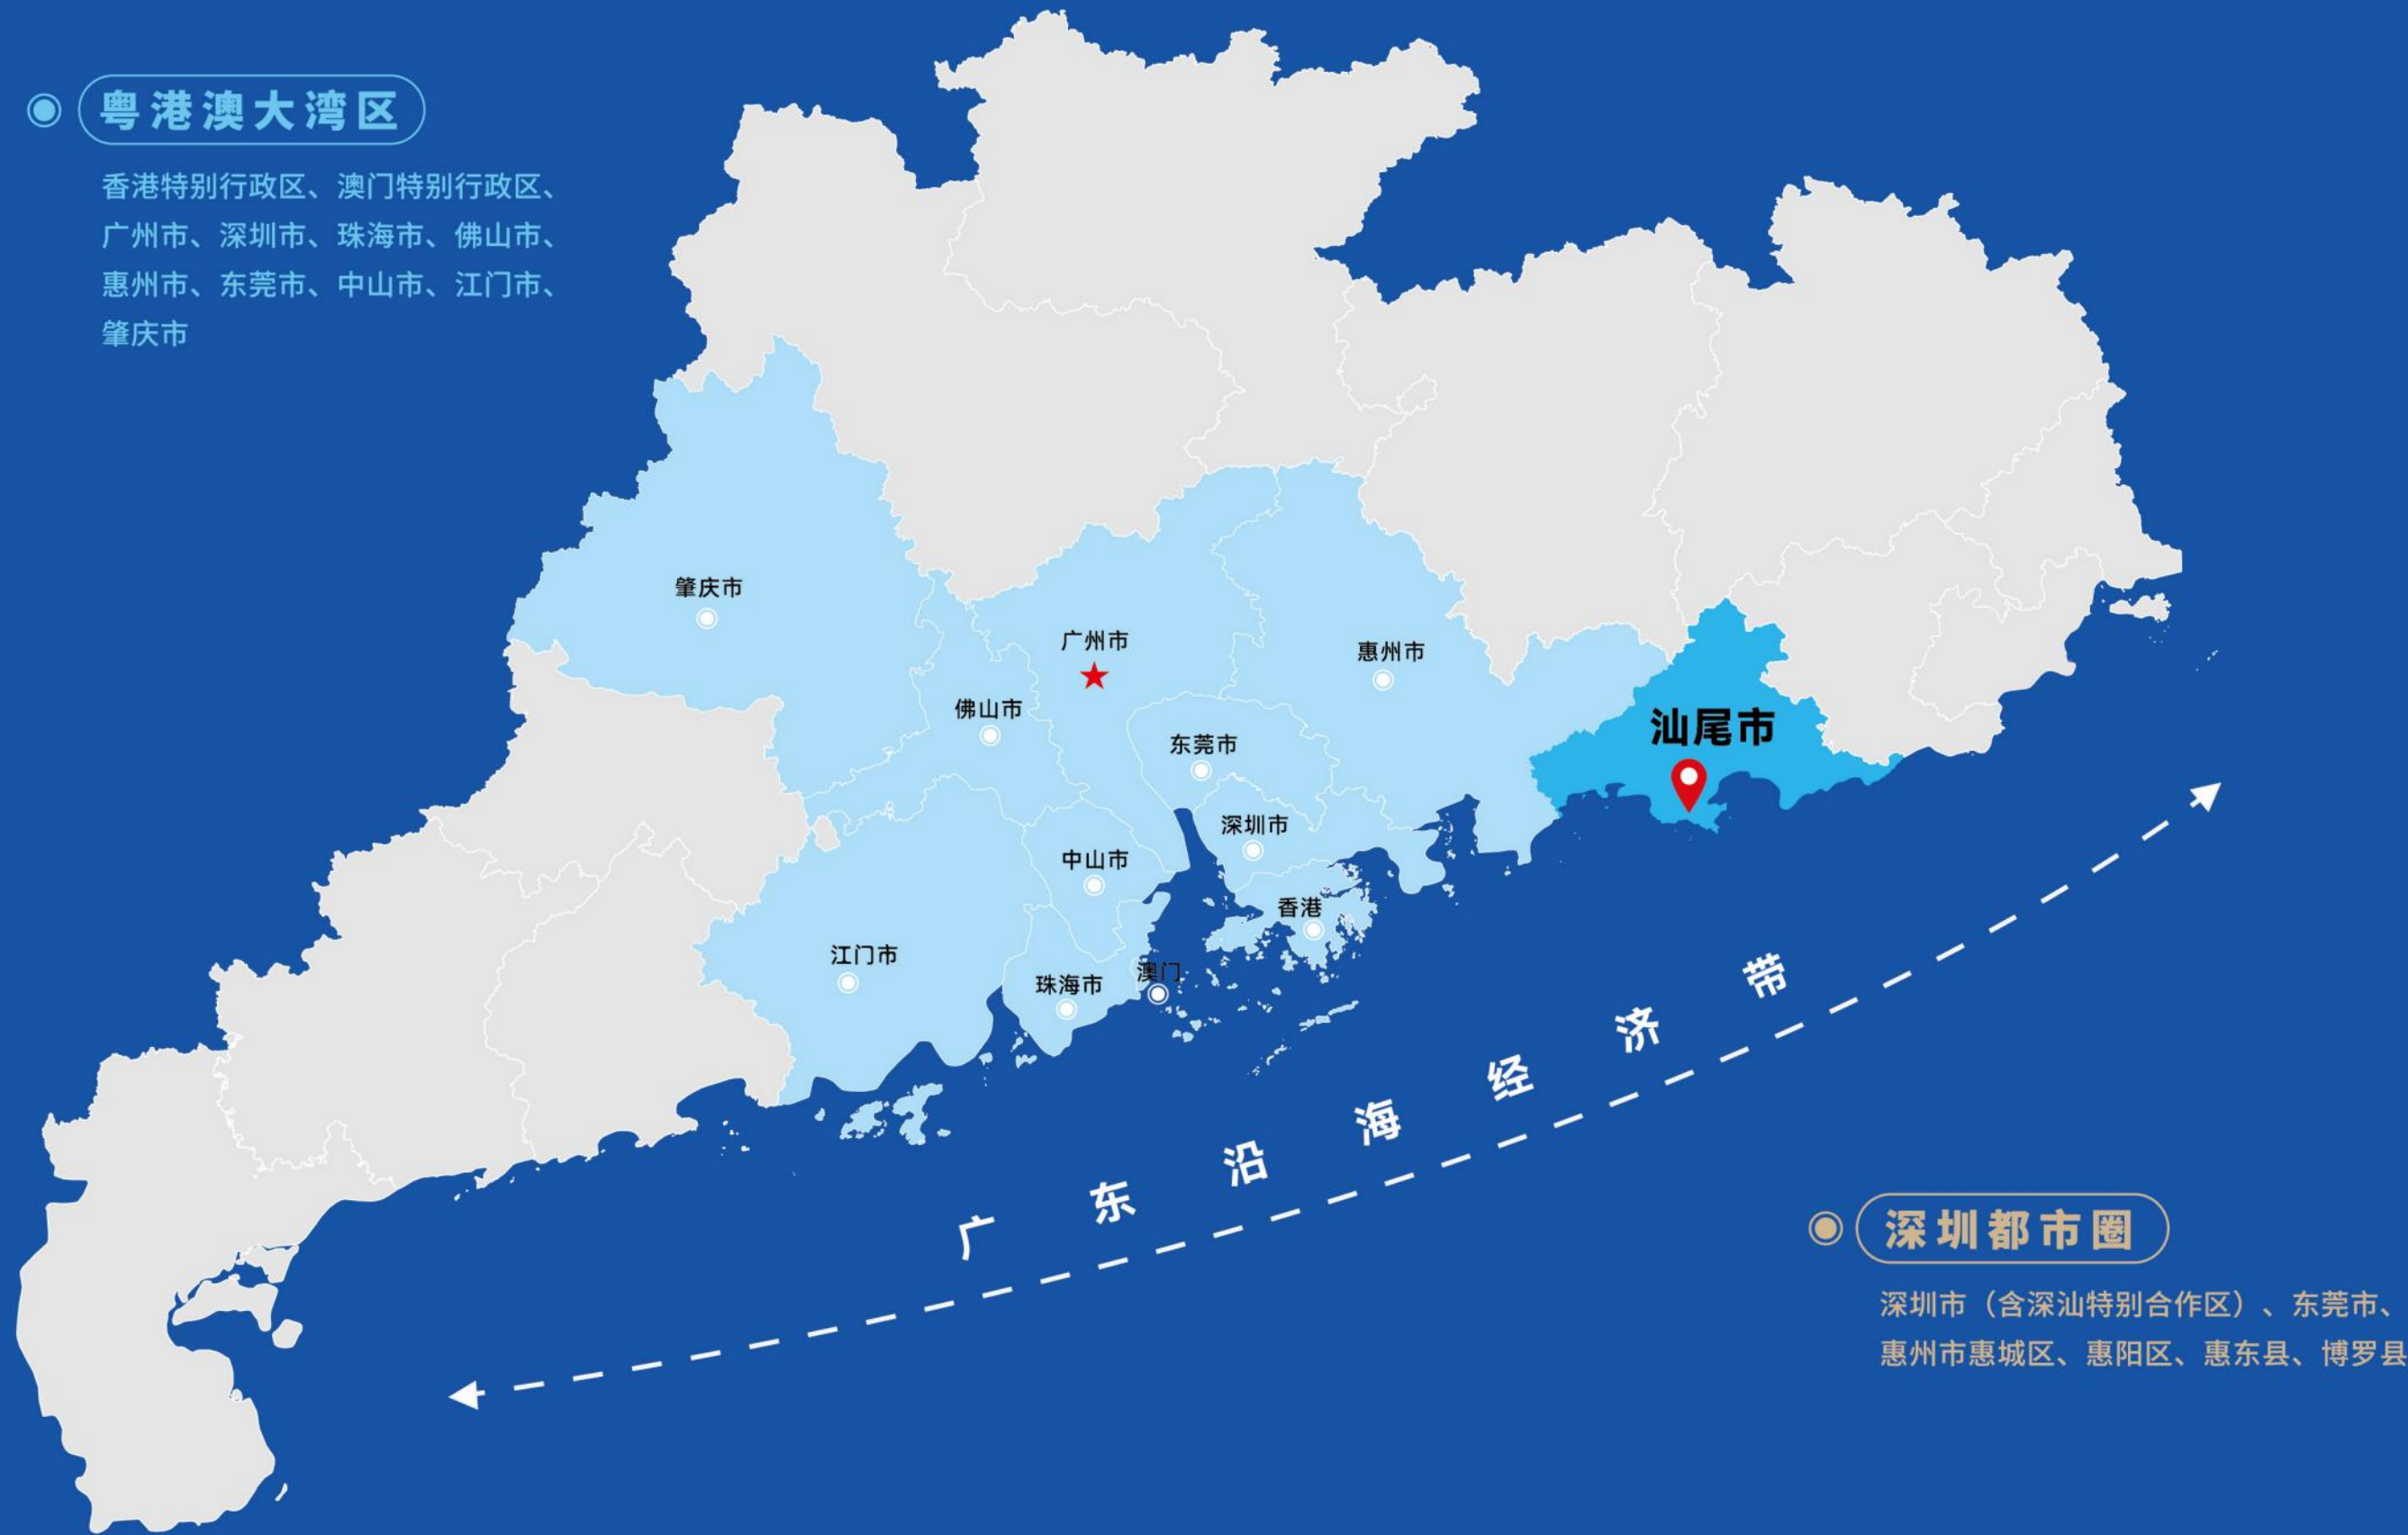 粤港澳大湾区
香港特别行政区、澳门特别行政区、
广州市、深圳市、珠海市、佛山市、
惠州市、东莞市、中山市、江门市、
肇庆市
肇庆市
广州市
惠州市
佛山市
汕尾市
东莞市
深圳市
中山市
香港
江门市
澳门
珠海市
广东沿海经济带
深圳都市圈
深圳市（含深汕特别合作区）、东莞市、
惠州市惠城区、惠阳区、惠东县、博罗县